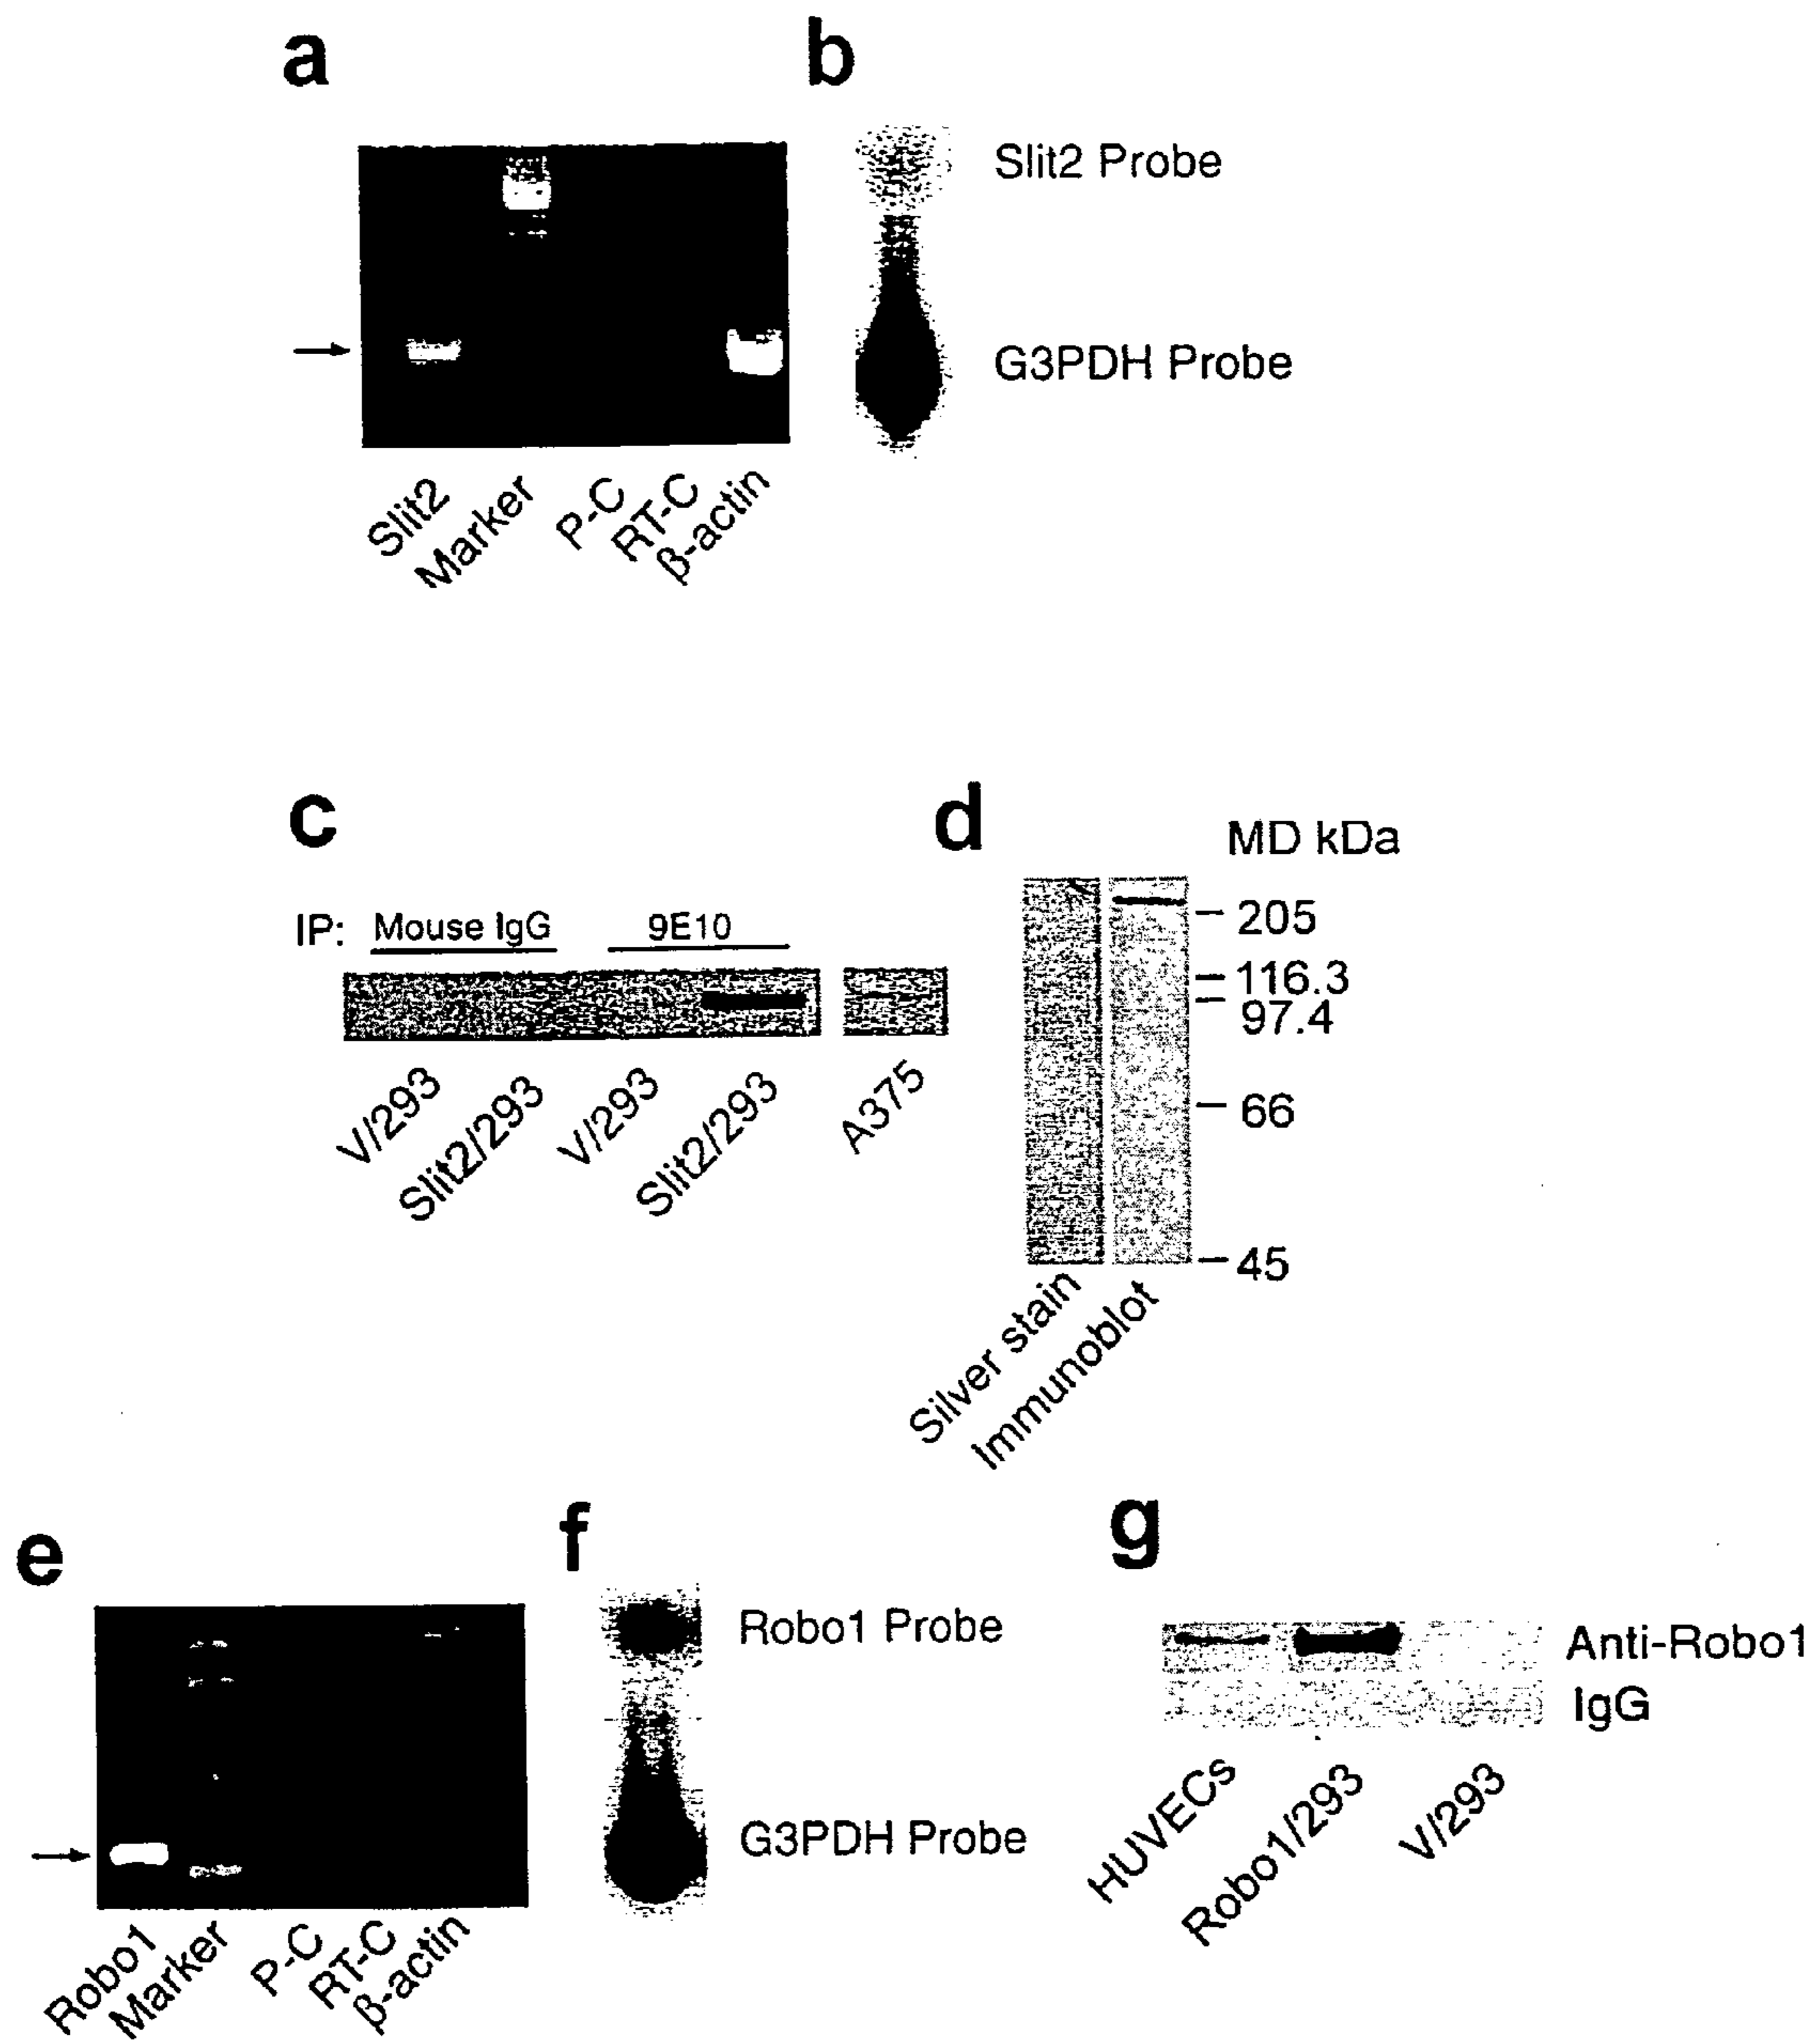 a
b
Slit2 Probe
G3PDH Probe
Slit2
Marker
P-C
RT-C
β-actin
c
d
MD kDa
IP:
Mouse IgG
9E10
205
116.3
97.4
66
45
V/293
Slit2/293
V/293
Slit2/293
A375
Silver stain
Immunoblot
e
f
g
Robo1 Probe
G3PDH Probe
Anti-Robo1
IgG
Robo1
Marker
P-C
RT-C
β-actin
HUVECs
Robo1/293
V/293